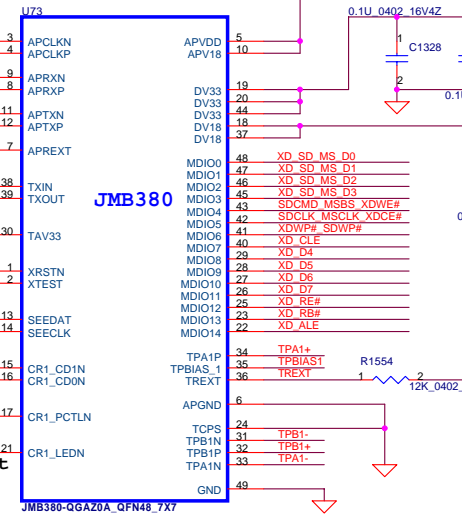 U73
0.1U_0402_16V4Z
3 APCLKN APVDD 5
4 APCLKP APV18 10
1
C1328
9 APRXN
8 APRXP
2
DV33 19
DV33 20
0.1
11 APTXN DV33 44
12 APTXP DV18 18
DV18 37
7 APREXT
MDIO0 48 XD_SD_MS_D0
MDIO1 47 XD_SD_MS_D1
38 TXIN MDIO2 46 XD_SD_MS_D2
39 TXOUT MDIO3 45 XD_SD_MS_D3
JMB380
MDIO4 43 SDCMD_MSBS_XDWE#
MDIO5 42 SDCLK_MSCLK_XDCE#
30 TAV33 MDIO6 41 XDWP#_SDWP#
MDIO7 40 XD_CLE
MDIO8 29 XD_D4
1 XRSTN MDIO9 28 XD_D5
2 XTEST MDIO10 27 XD_D6
MDIO11 26 XD_D7
MDIO12 25 XD_RE#
13 SEEDAT MDIO13 23 XD_RB#
14 SEECLK MDIO14 22 XD_ALE
TPA1P 34 TPA1+
15 CR1_CD1N TPBIAS_1 35 TPBIAS1
16 CR1_CD0N TREXT 36 TREXT
R1554
1 2
12K_0402_
APGND 6
17 CR1_PCTLN
TCPS 24
TPB1N 31 TPB1-
21 CR1_LEDN TPB1P 32 TPB1+
TPA1N 33 TPA1-
t
GND 49
JMB380-QGAZ0A_QFN48_7X7